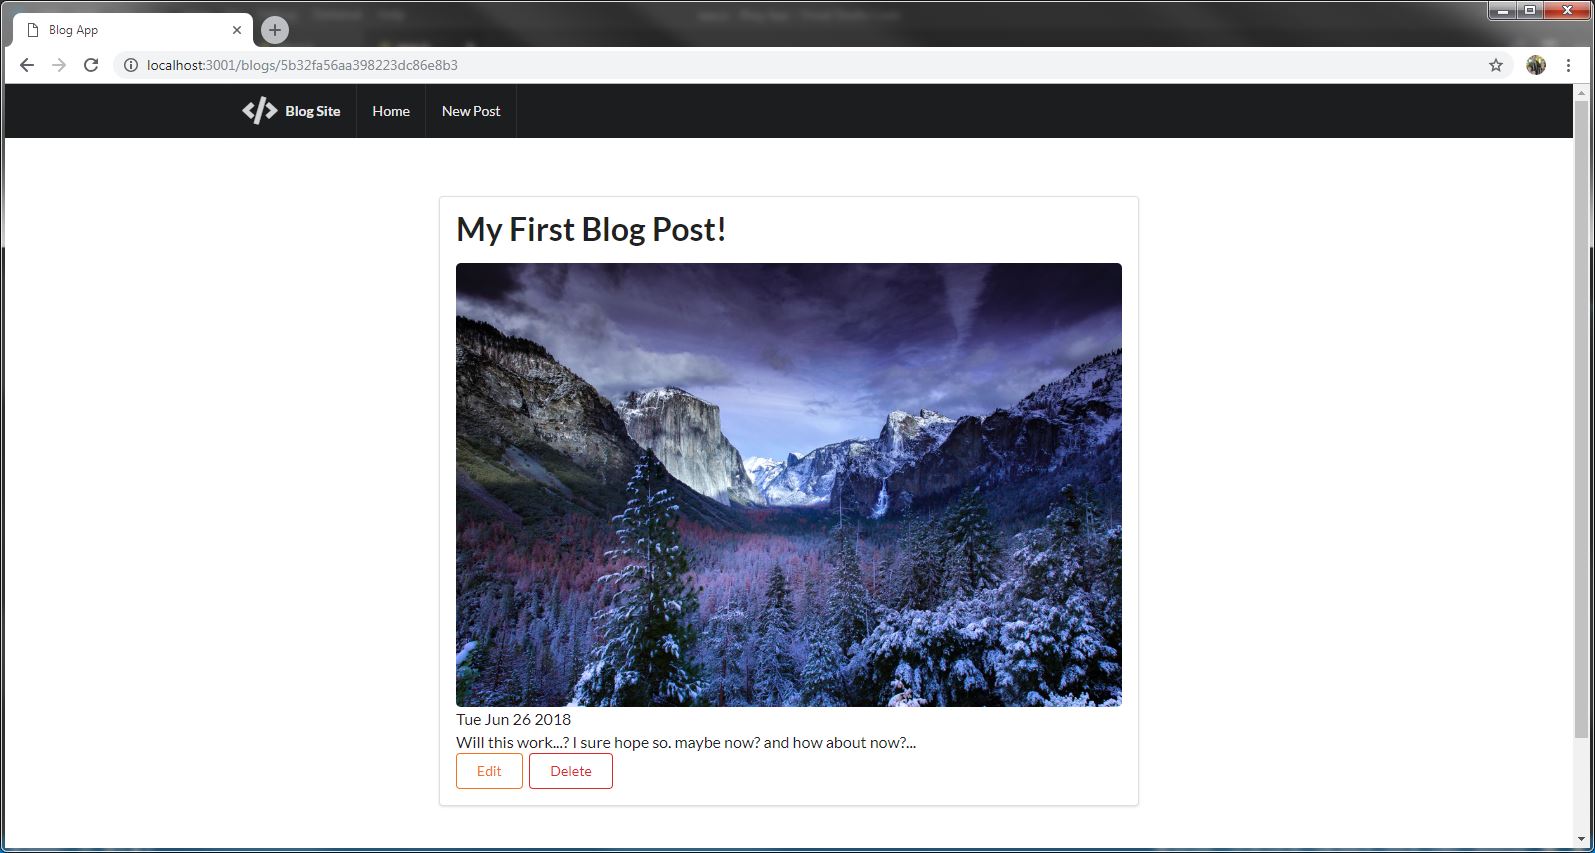 Blog App
localhost:3001/blogs/5b32fa56aa398223dc86e8b3
Blog Site
Home
New Post
My First Blog Post!
Tue Jun 26 2018
Will this work...? I sure hope so. maybe now? and how about now?...
Edit
Delete